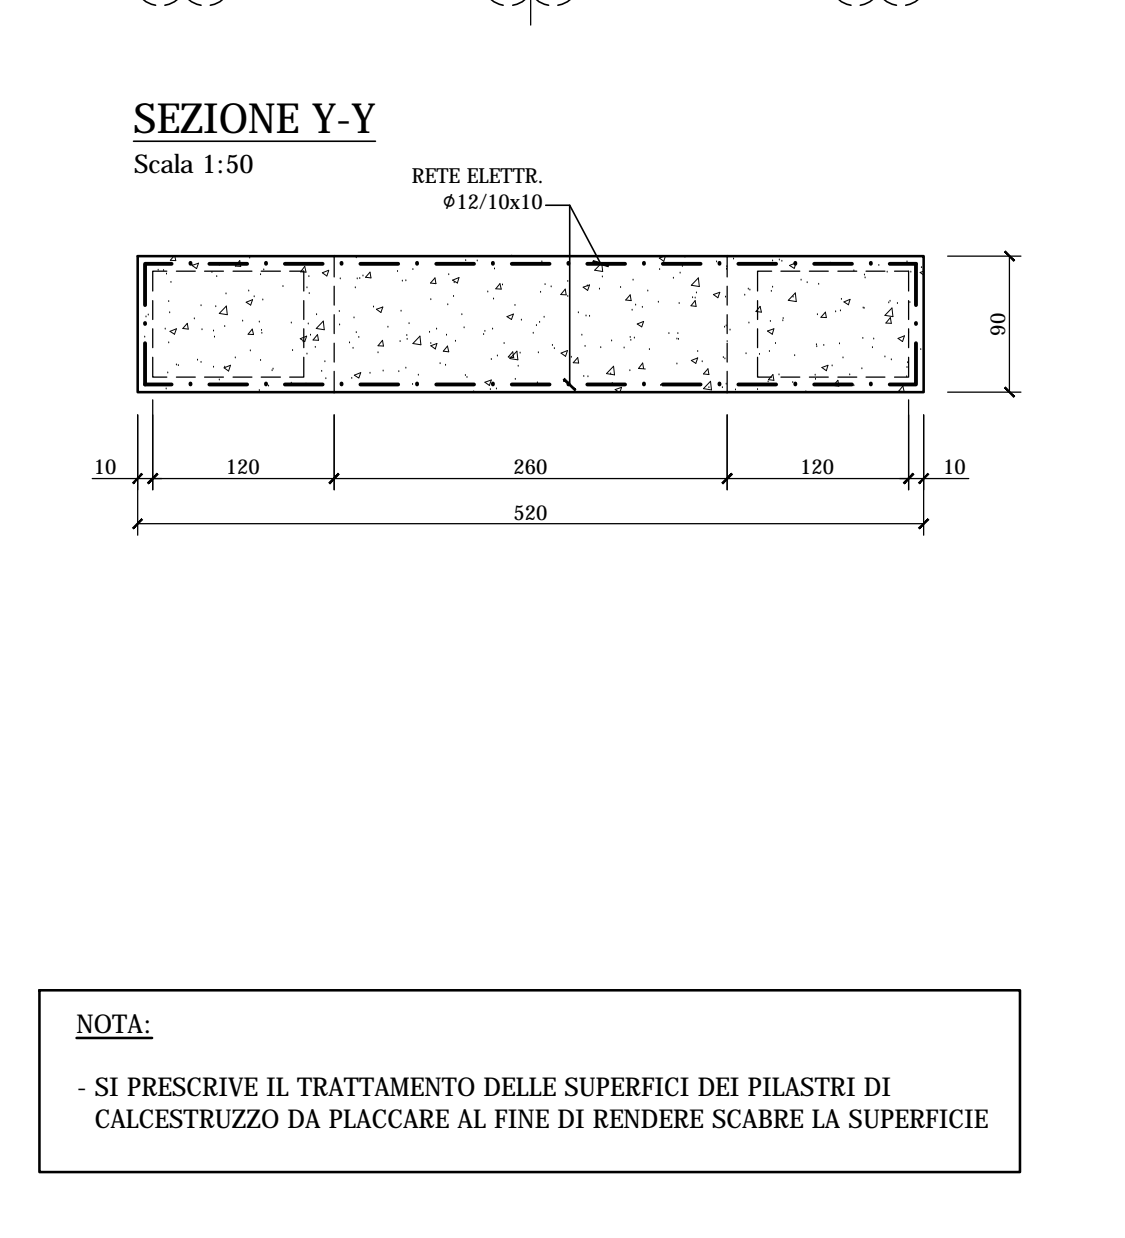 SEZIONE Y-Y
Scala 1:50
RETE ELETTR.
ϕ12/10x10
90
10 120 260 120 10
520
NOTA:
- SI PRESCRIVE IL TRATTAMENTO DELLE SUPERFICI DEI PILASTRI DI
CALCESTRUZZO DA PLACCARE AL FINE DI RENDERE SCABRE LA SUPERFICIE